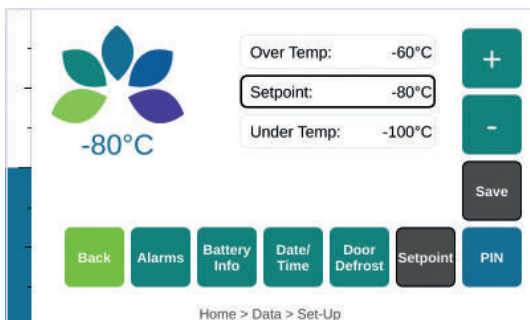 -80°C
Over Temp: -60°C
Setpoint: -80°C
Under Temp: -100°C
+
-
Save
Back
Alarms
Battery
Info
Date/
Time
Door
Defrost
Setpoint
PIN
Home > Data > Set-Up